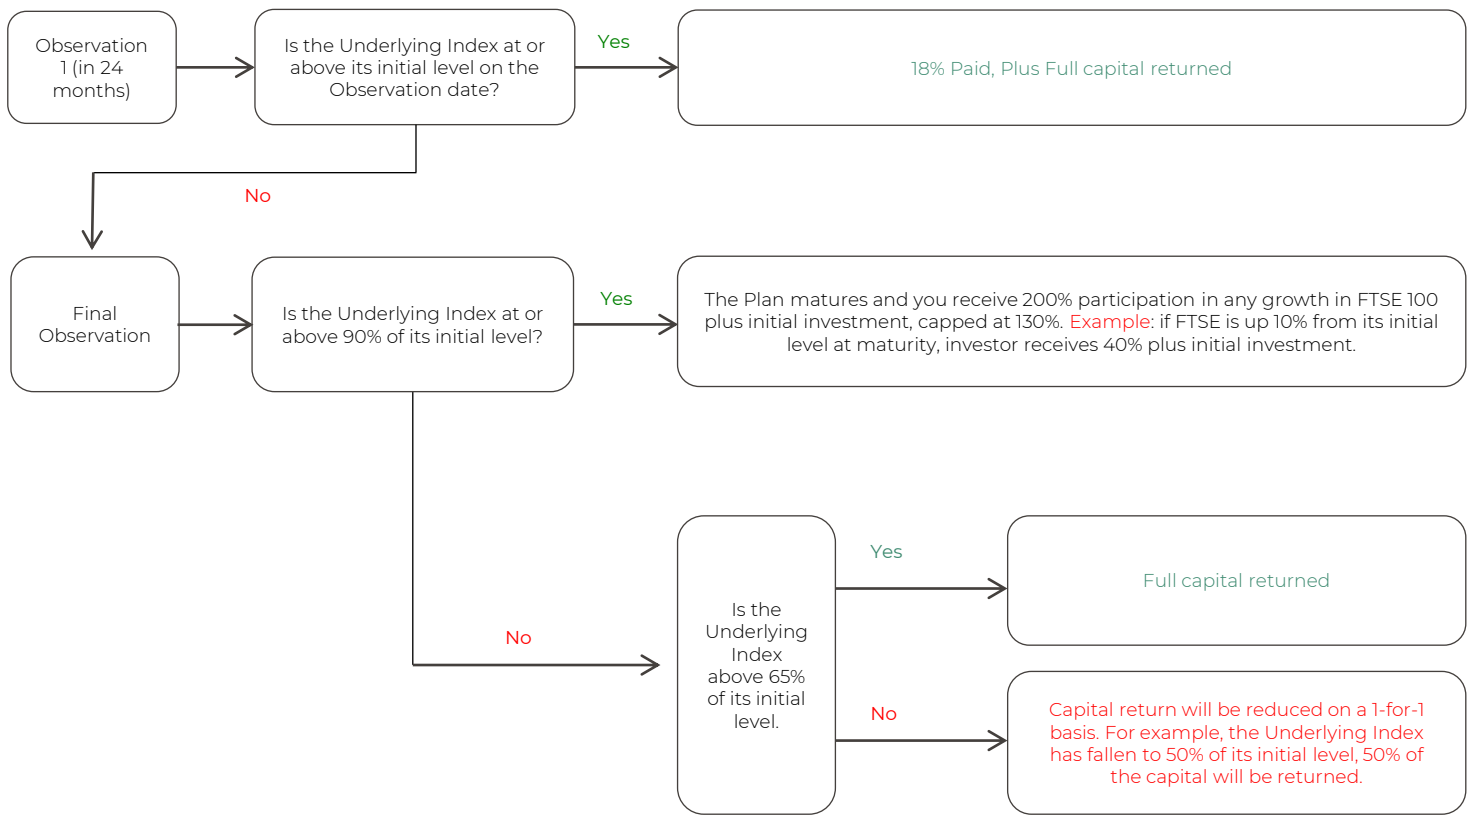 Observation
1 (in 24
months)
Is the Underlying Index at or
above its initial level on the
Observation date?
Yes
18% Paid, Plus Full capital returned
No
Final
Observation
Is the Underlying Index at or
above 90% of its initial level?
Yes
The Plan matures and you receive 200% participation in any growth in FTSE 100
plus initial investment, capped at 130%. Example: if FTSE is up 10% from its initial
level at maturity, investor receives 40% plus initial investment.
No
Is the
Underlying
Index
above 65%
of its initial
level.
Yes
Full capital returned
No
Capital return will be reduced on a 1-for-1
basis. For example, the Underlying Index
has fallen to 50% of its initial level, 50% of
the capital will be returned.